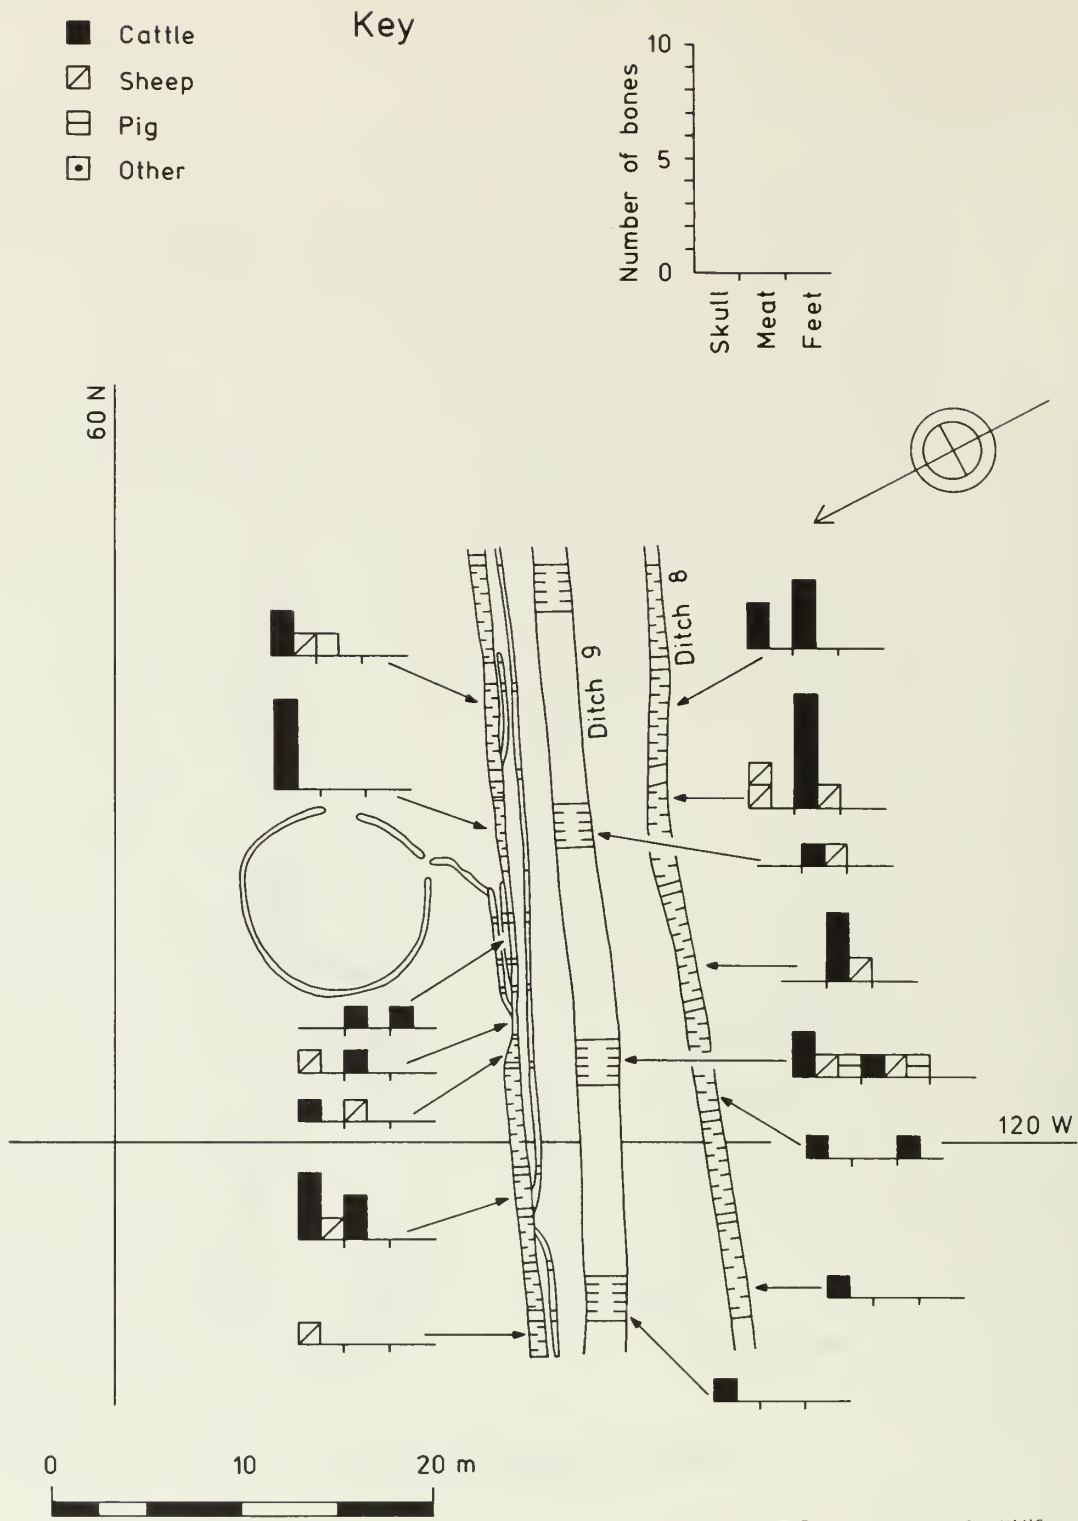 Key
Cattle
Sheep
Pig
Other
Number of bones
10
5
0
Skull
Meat
Feet
60 N
Ditch 9
Ditch 8
120 W
0 10 20 m